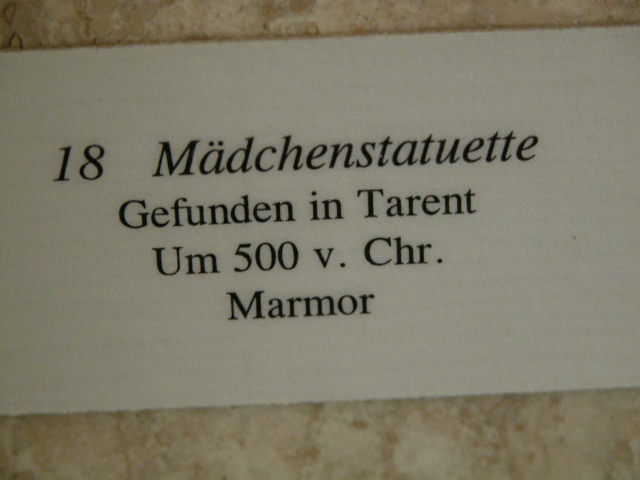 18 Mädchenstatuette
Gefunden in Tarent
Um 500 v. Chr.
Marmor